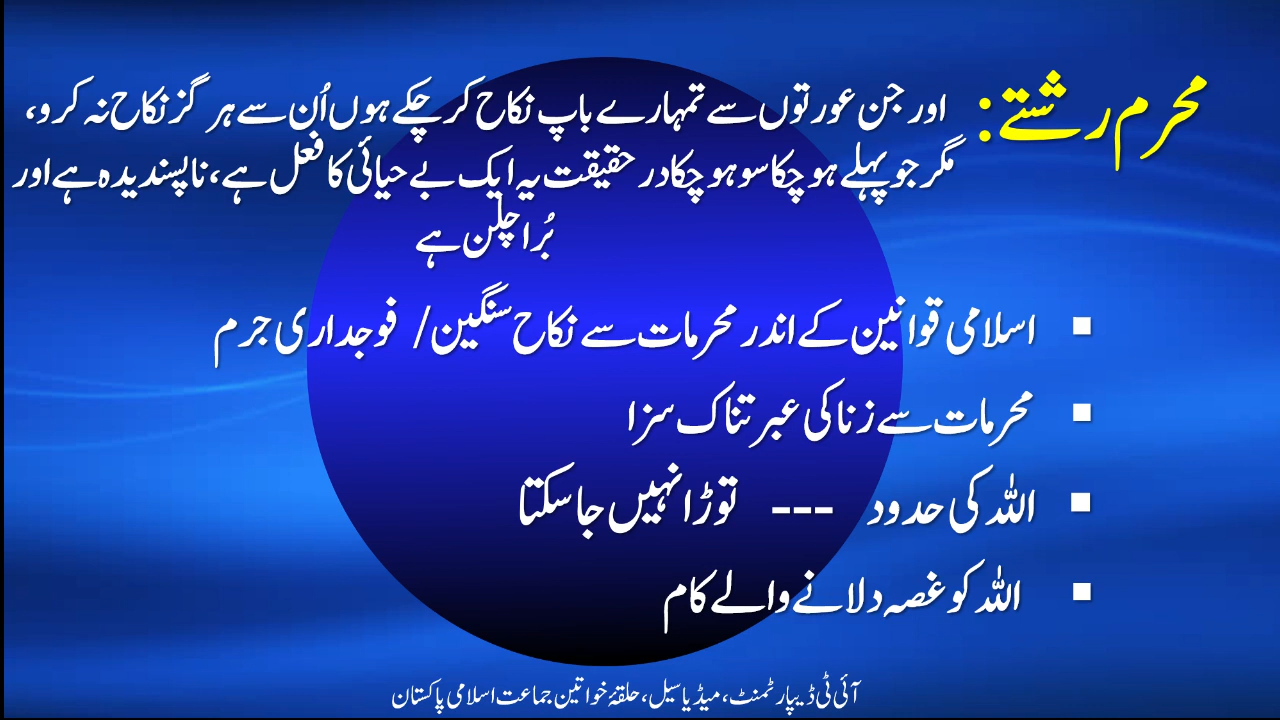 محرم رشتے: اور جن عورتوں سے تمہارے باپ نکاح کر چکے ہوں اُن سے ہر گز نکاح نہ کرو،
مگر جو پہلے ہو چکا سو ہو چکا در حقیقت یہ ایک بے حیائی کا فعل ہے، ناپسندیدہ ہے اور
بُرا چلن ہے
▪ اسلامی قوانین کے اندر محرمات سے نکاح سنگین/ فوجداری جرم
▪ محرمات سے زنا کی عبرتناک سزا
▪ اللہ کی حدود --- توڑا نہیں جاسکتا
▪ اللہ کو غصہ دلانے والے کام
آئی ٹی ڈیپارٹمنٹ، میڈیا سیل، حلقۂ خواتین جماعت اسلامی پاکستان